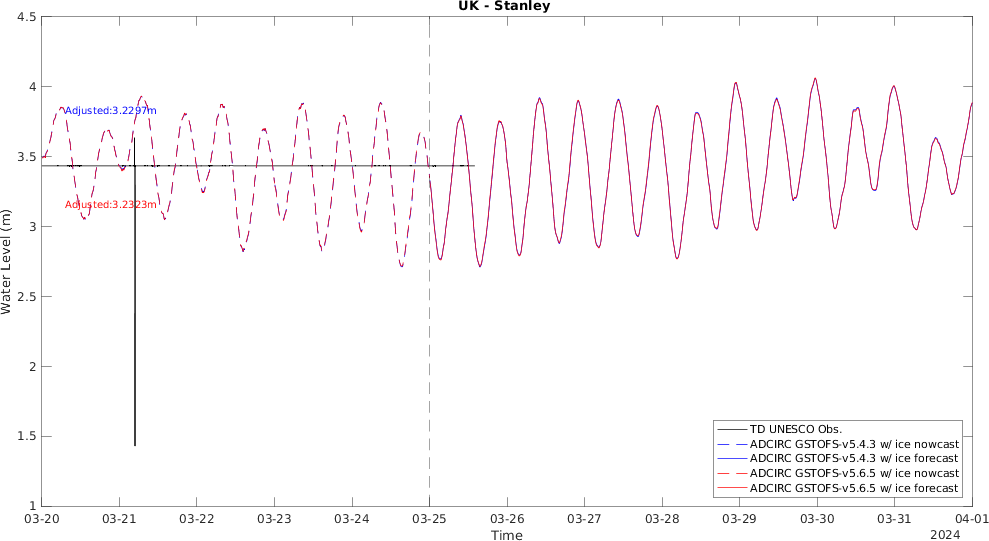 UK - Stanley
4.5
4
3.5
3
2.5
2
1.5
1
Water Level (m)
Adjusted:3.2297m
Adjusted:3.2323m
TD UNESCO Obs.
ADCIRC GSTOFS-v5.4.3 w/ ice nowcast
ADCIRC GSTOFS-v5.4.3 w/ ice forecast
ADCIRC GSTOFS-v5.6.5 w/ ice nowcast
ADCIRC GSTOFS-v5.6.5 w/ ice forecast
03-20 03-21 03-22 03-23 03-24 03-25 03-26 03-27 03-28 03-29 03-30 03-31 04-01
Time
2024